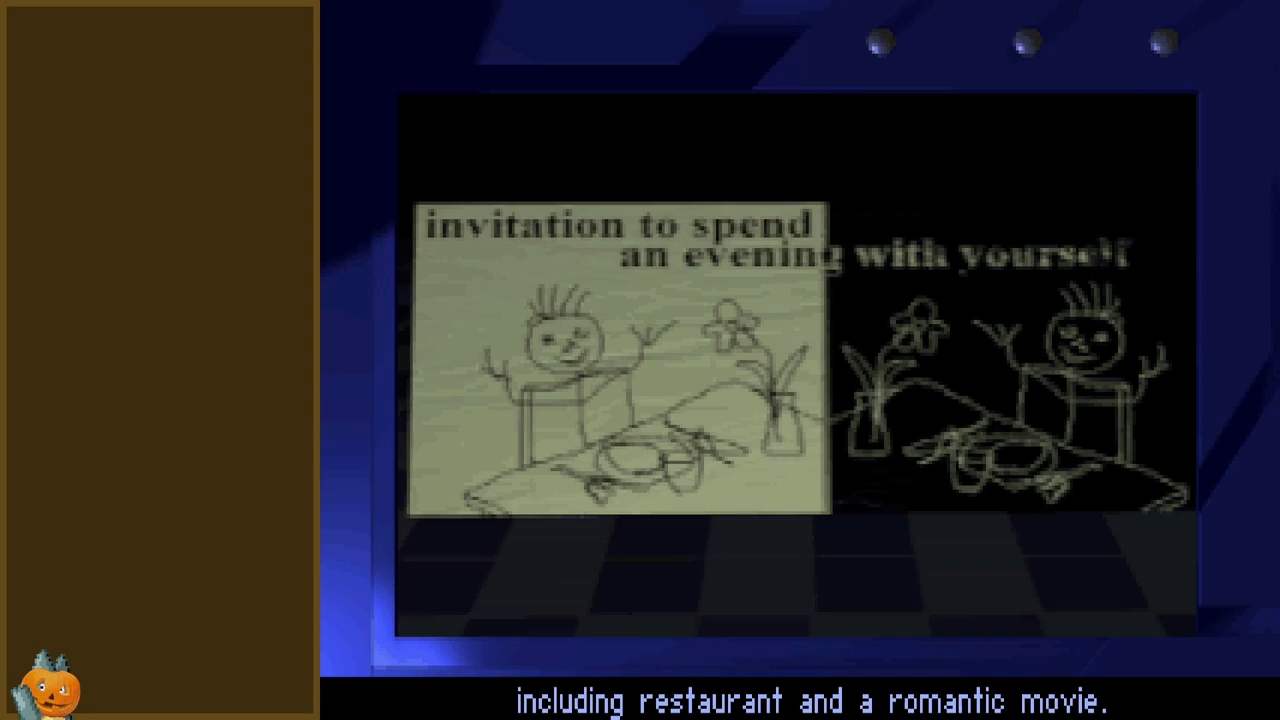 invitation to spend
an evening with yourself
including restaurant and a romantic movie.